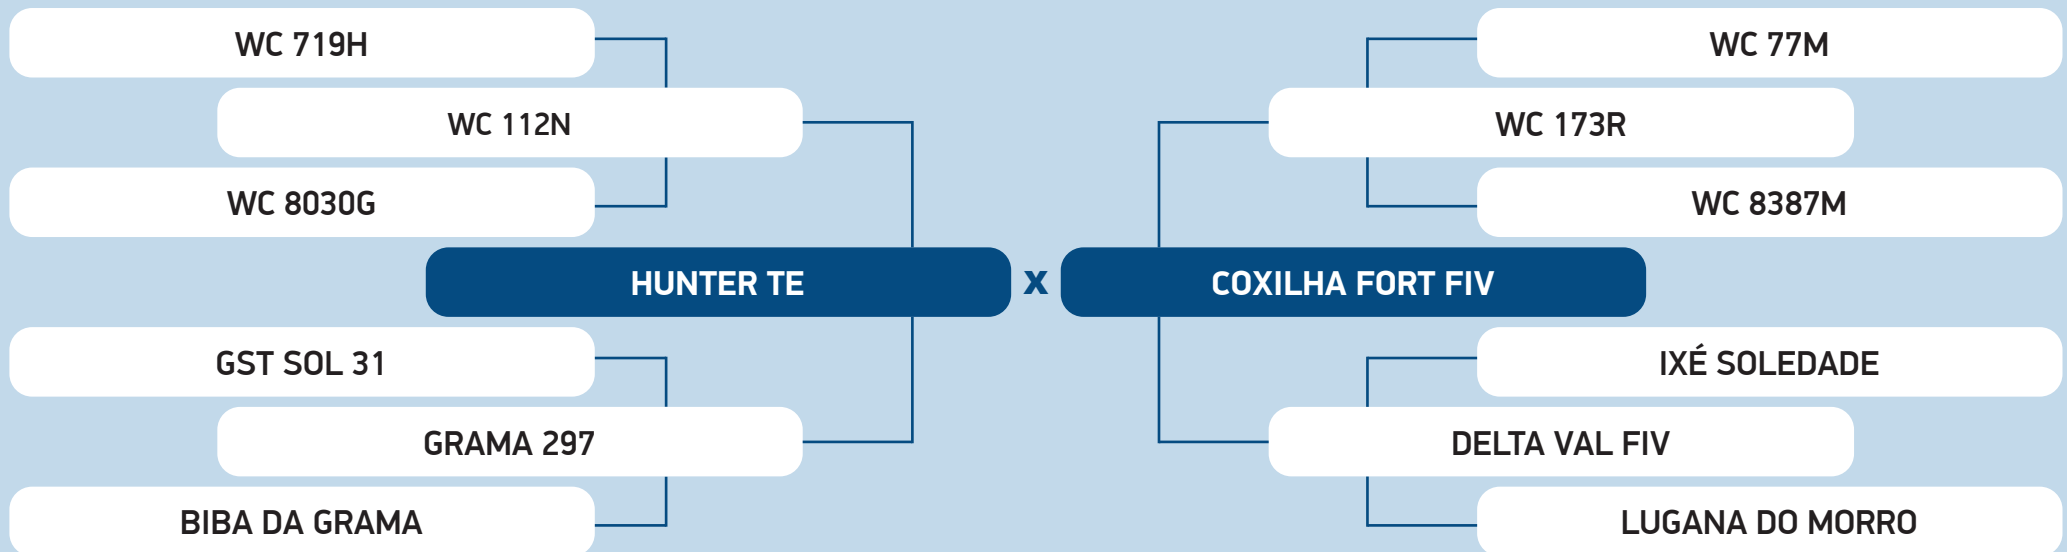 WC 719H
WC 77M
WC 112N
WC 173R
WC 8030G
WC 8387M
HUNTER TE X COXILHA FORT FIV
GST SOL 31
IXÉ SOLEDADE
GRAMA 297
DELTA VAL FIV
BIBA DA GRAMA
LUGANA DO MORRO